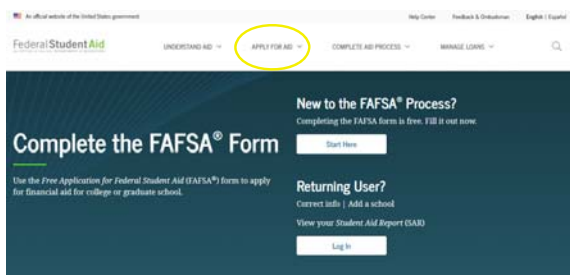 An official website of the United States government
Help Center Feedback & Ombudsman English | Español
Federal Student Aid
UNDERSTAND AID APPLY FOR AID COMPLETE AID PROCESS MANAGE LOANS
Complete the FAFSA® Form
Use the Free Application for Federal Student Aid (FAFSA®) form to apply
for financial aid for college or graduate school.
New to the FAFSA® Process?
Completing the FAFSA form is free. Fill it out now.
Start Here
Returning User?
Correct info | Add a school
View your Student Aid Report (SAR)
Log In